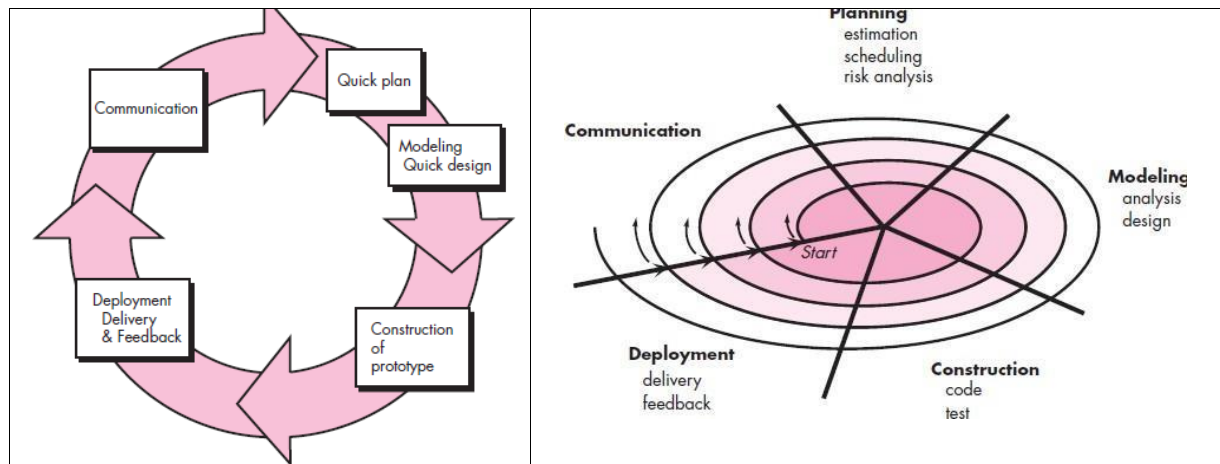 Communication
Quick plan
Modeling
Quick design
Construction
of
prototype
Deployment
Delivery
& Feedback
Planning
estimation
scheduling
risk analysis
Communication
Modeling
analysis
design
Start
Deployment
delivery
feedback
Construction
code
test